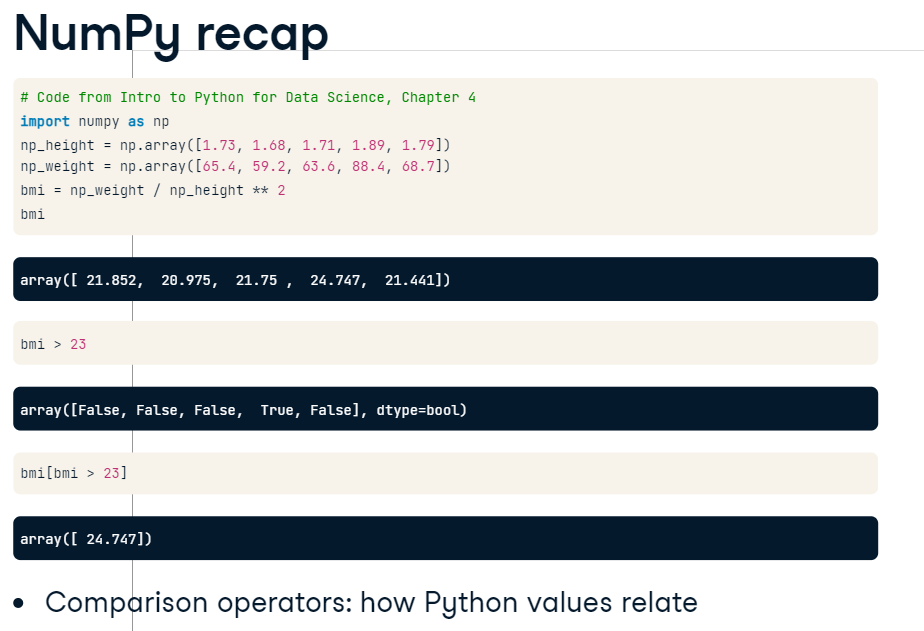 NumPy recap
# Code from Intro to Python for Data Science, Chapter 4
import numpy as np
np_height = np.array([1.73, 1.68, 1.71, 1.89, 1.79])
np_weight = np.array([65.4, 59.2, 63.6, 88.4, 68.7])
bmi = np_weight / np_height ** 2
bmi
array([ 21.852,  20.975,  21.75 ,  24.747,  21.441])
bmi > 23
array([False, False, False,  True, False], dtype=bool)
bmi[bmi > 23]
array([ 24.747])
• Comparison operators: how Python values relate